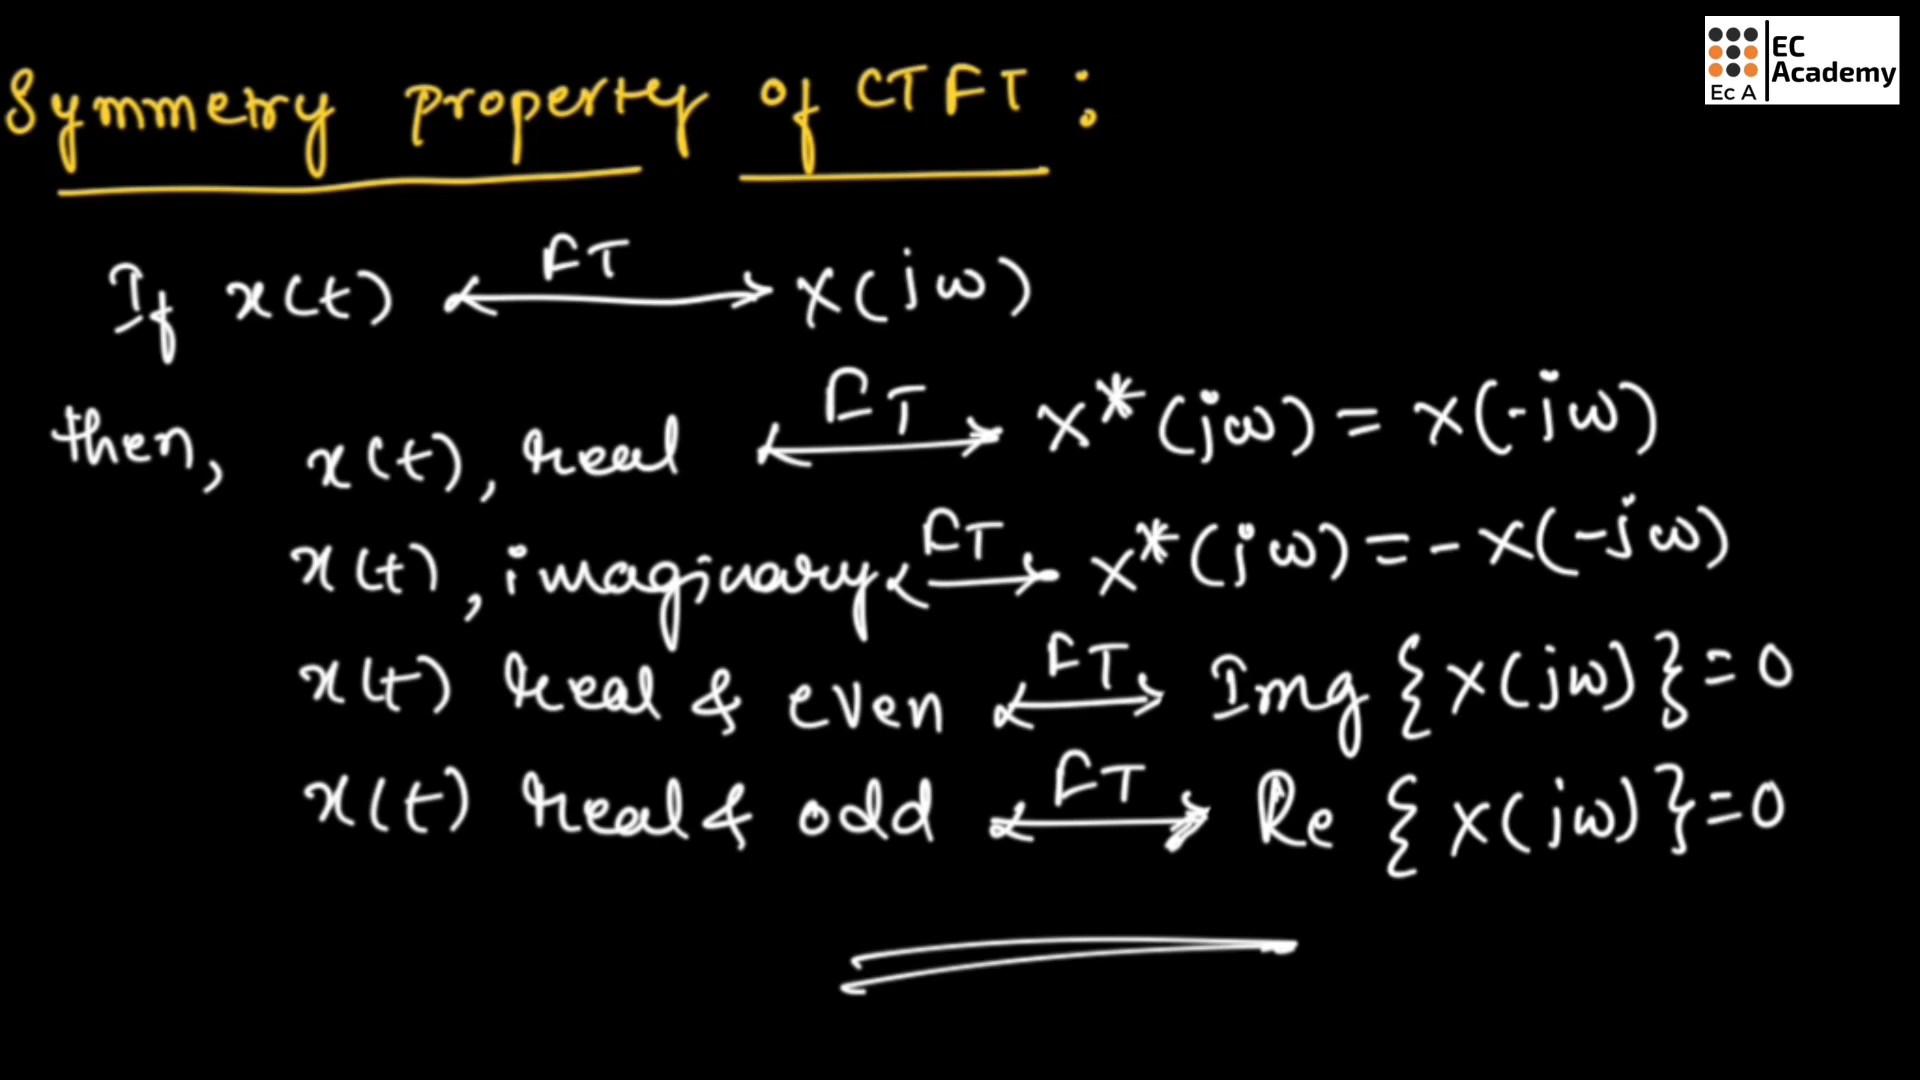 EC
Academy
Ec A
Symmetry property of CTFT :
If x(t) <--FT--> X(jω)
then, x(t), real <--FT--> X*(jω) = X(-jω)
x(t), imaginary <--FT--> X*(jω) = - X(-jω)
x(t) real & even <--FT--> Img {X(jω)} = 0
x(t) real & odd <--FT--> Re {X(jω)} = 0